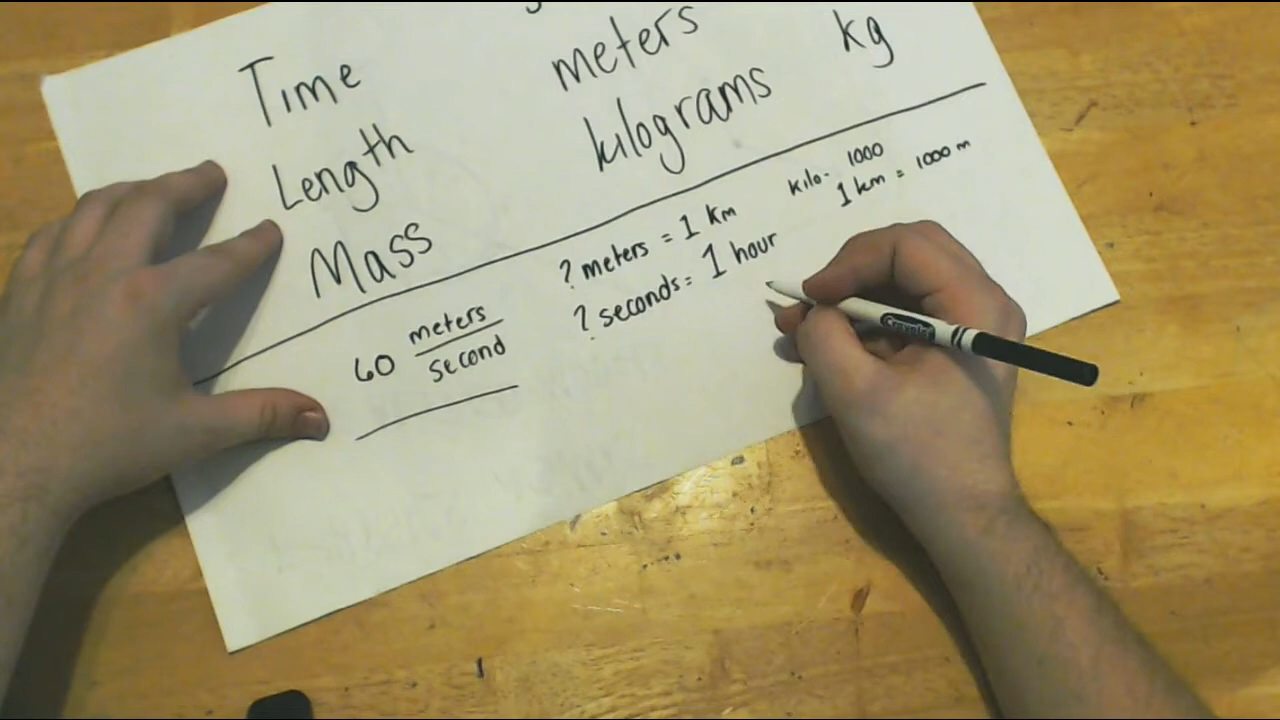 Time
meters
kg
Length
kilograms
Mass
kilo- 1000
1 km = 1000 m
? meters = 1 km
? seconds = 1 hour
60 meters
second
Crayola